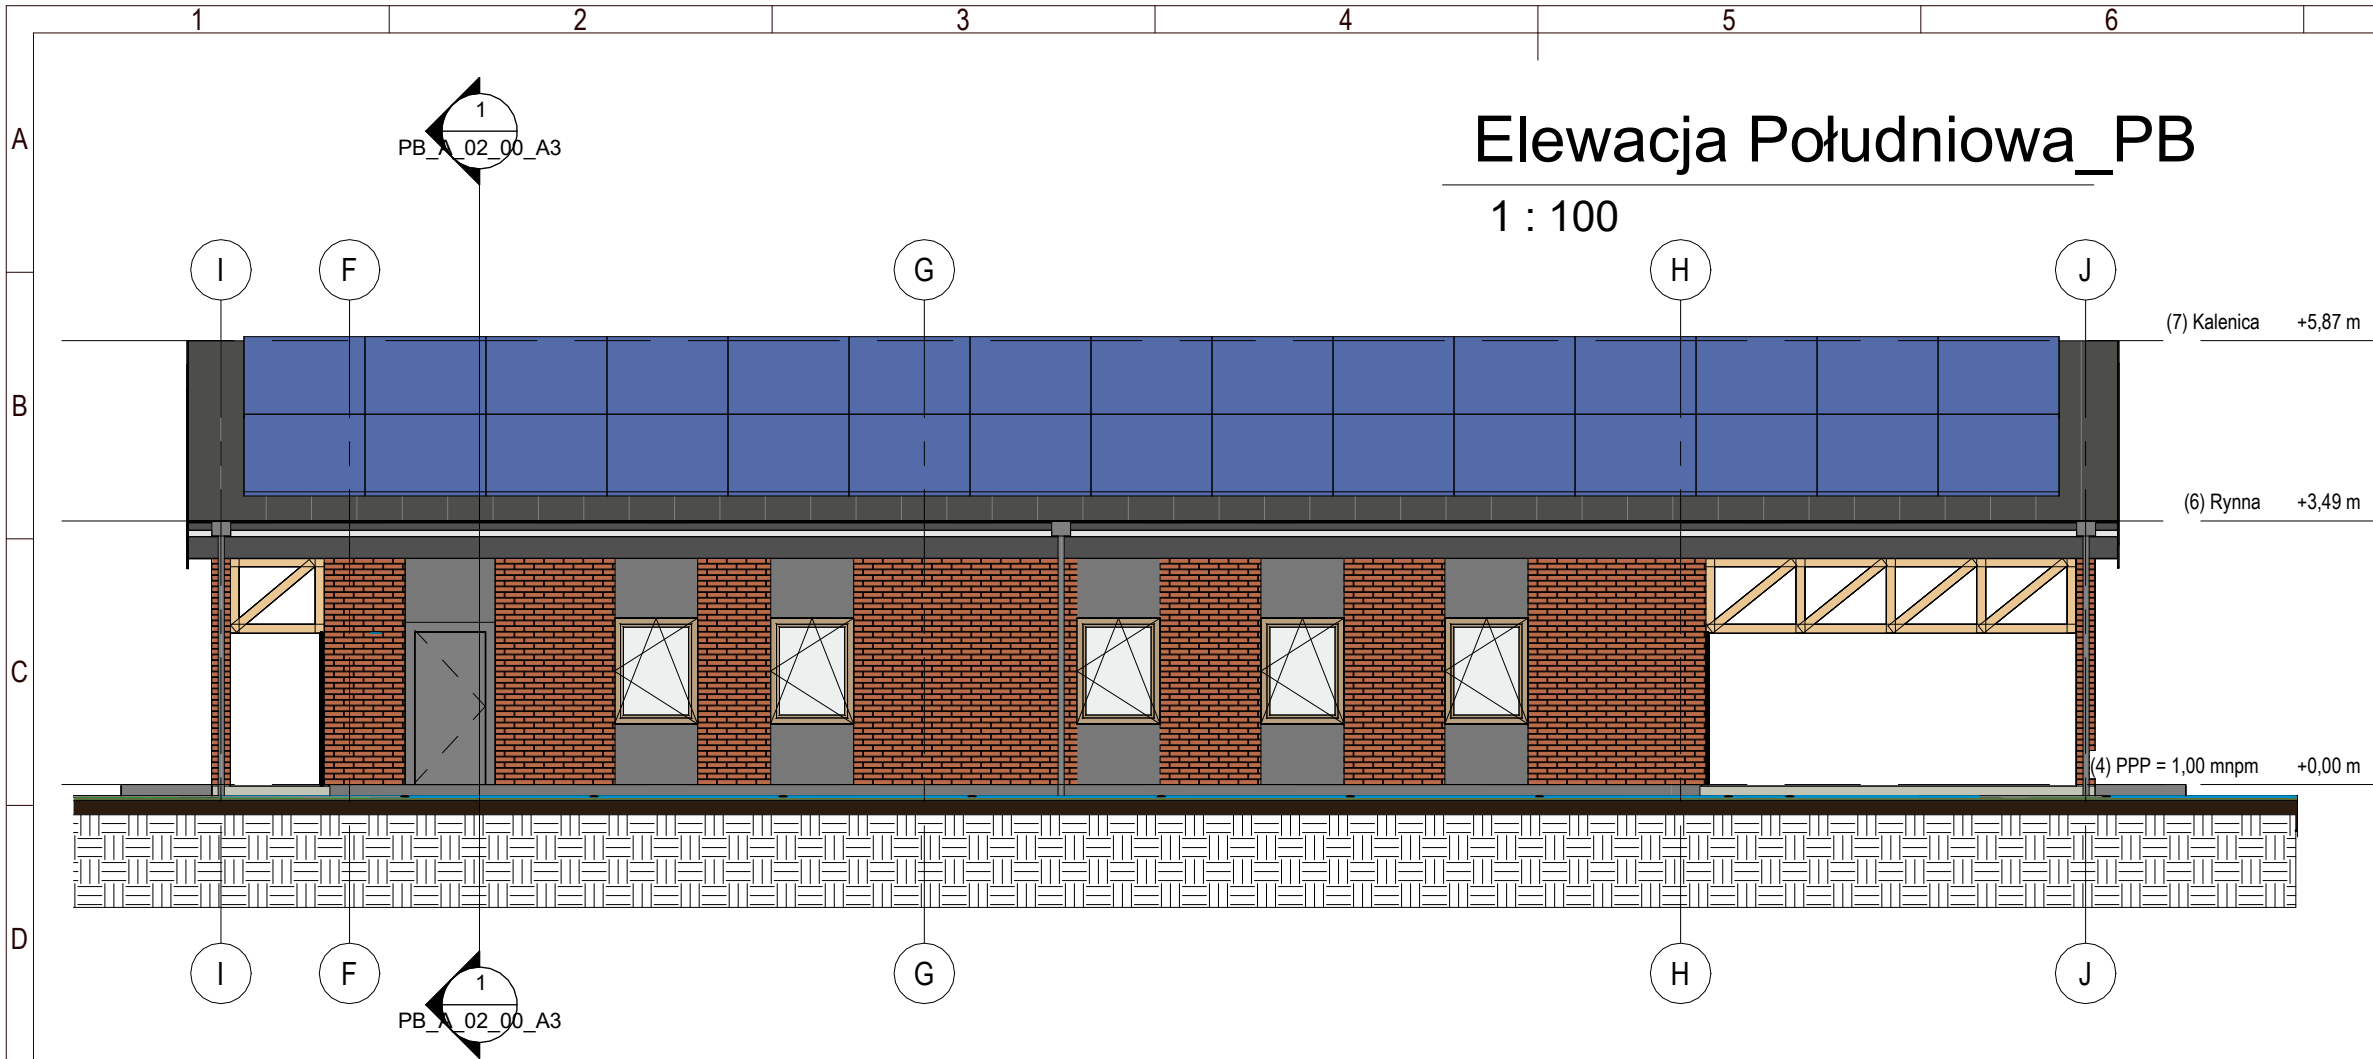 1 2 3 4 5 6
A
1
PB_A_02_00_A3
Elewacja Południowa_PB
1 : 100
I F G H J
(7) Kalenica +5,87 m
B
(6) Rynna +3,49 m
C
(4) PPP = 1,00 mnpm +0,00 m
D
I F G H J
1
PB_A_02_00_A3